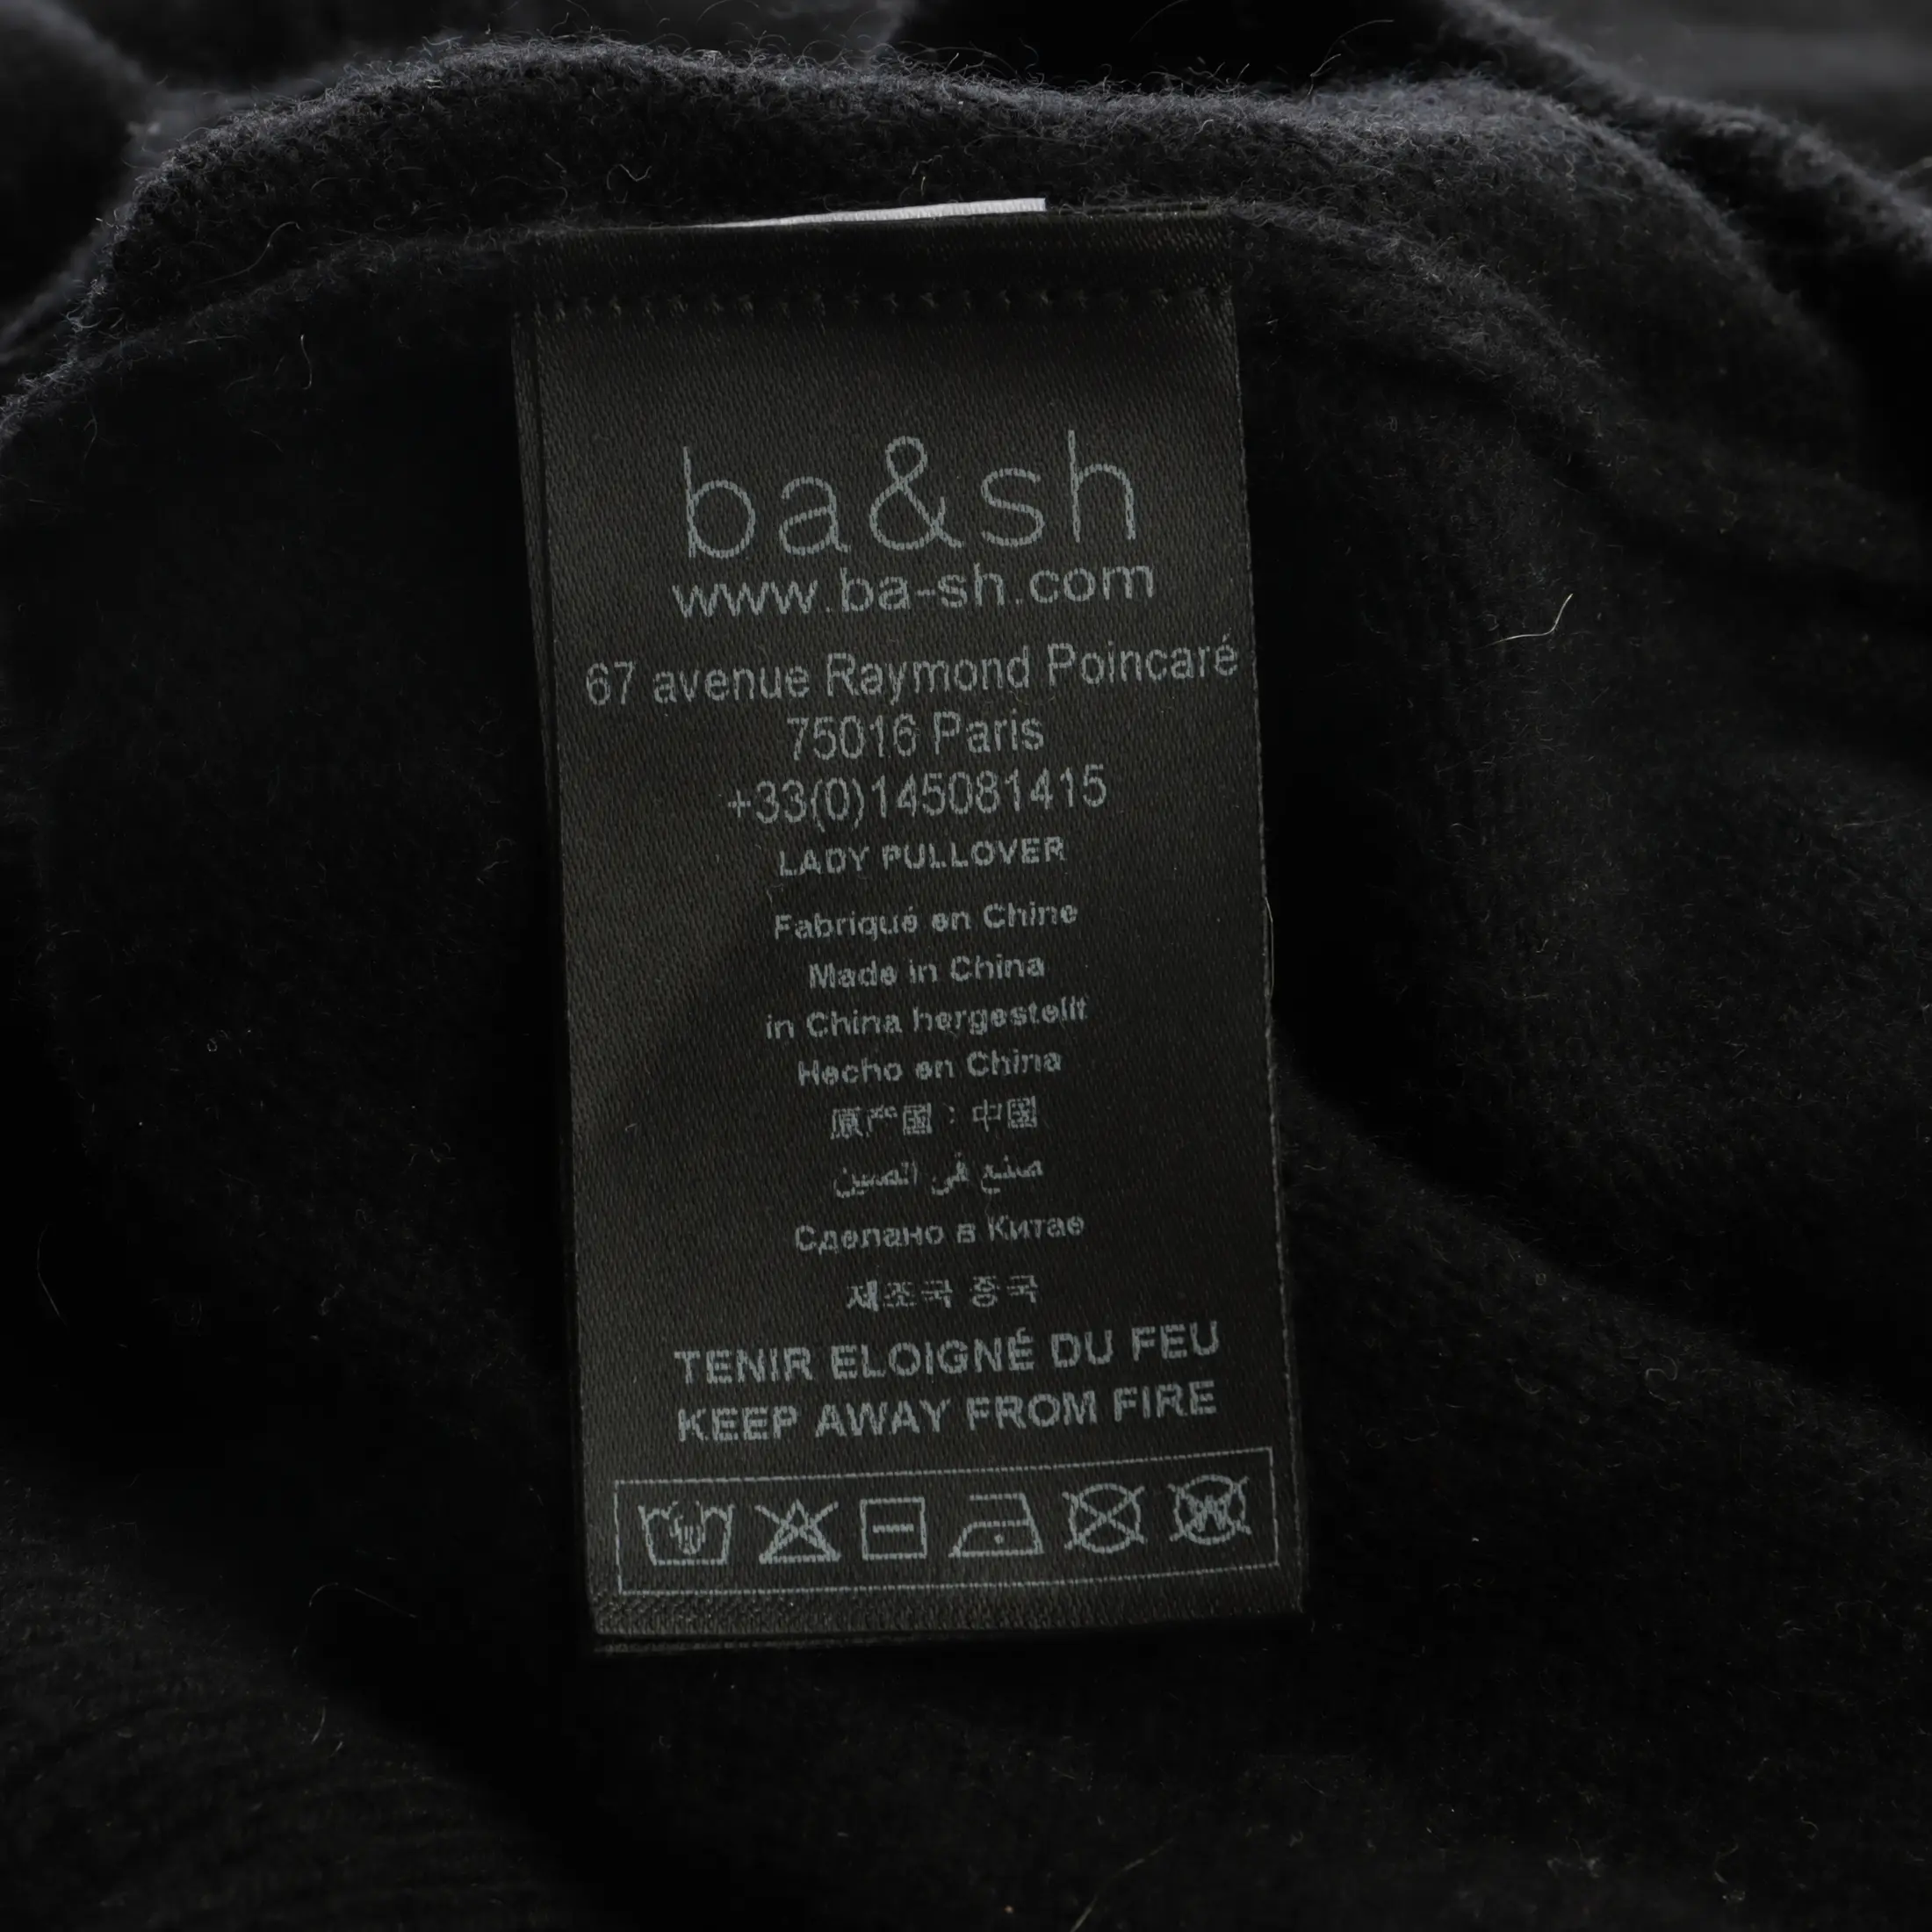 ba&sh
www.ba-sh.com
67 avenue Raymond Poincaré
75016 Paris
+33(0)145081415
LADY PULLOVER
Fabriqué en Chine
Made in China
in China hergestellt
Hecho en China
原产国：中国
صنع في الصين
Сделано в Китае
제조국 중국
TENIR ELOIGNÉ DU FEU
KEEP AWAY FROM FIRE
W